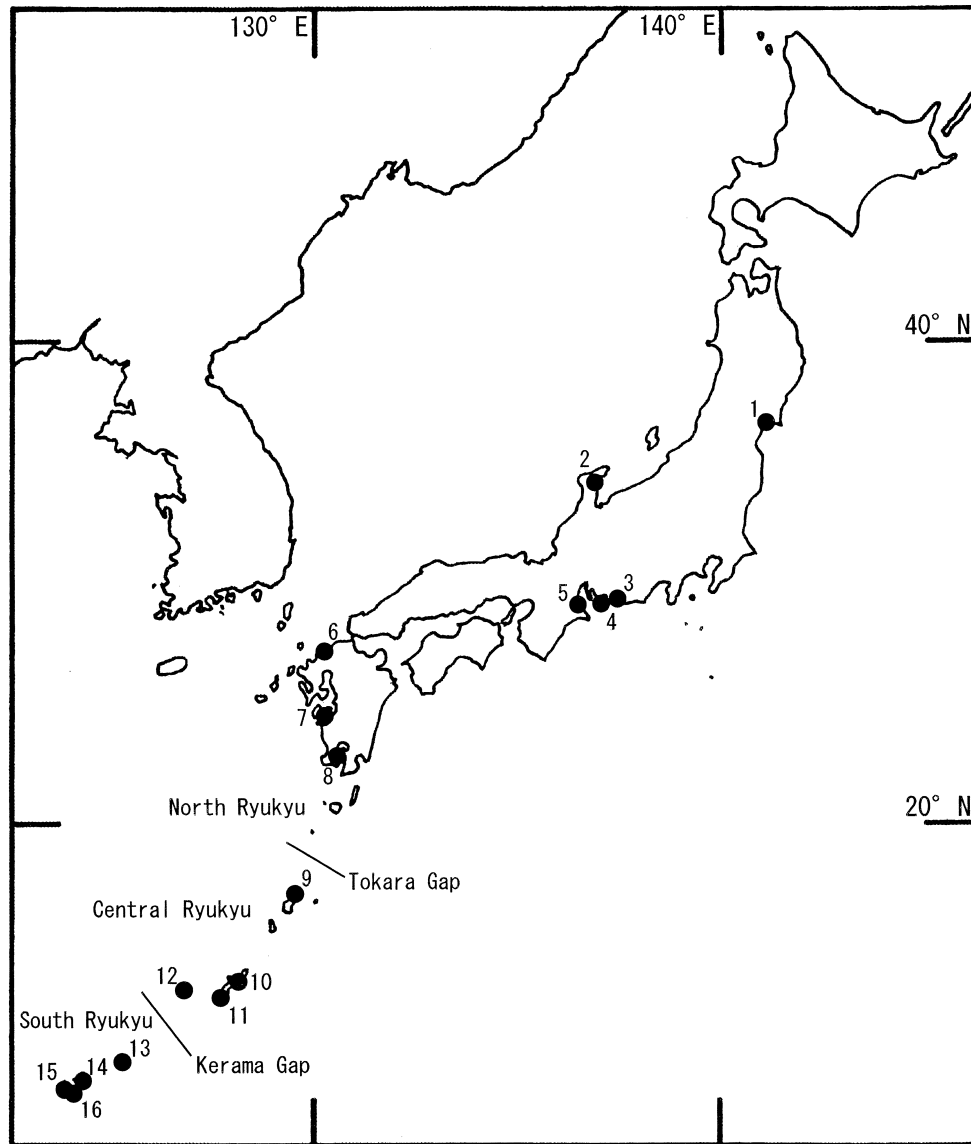 130° E
140° E
40° N
1
2
3
5
4
6
7
8
North Ryukyu
20° N
Tokara Gap
9
Central Ryukyu
12
10
11
South Ryukyu
13
Kerama Gap
15
14
16